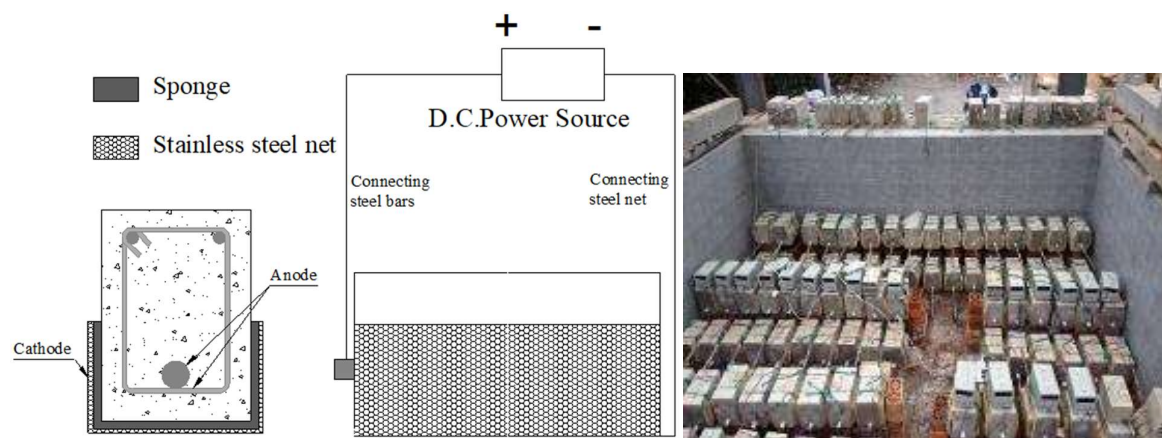 + -
Sponge
D.C.Power Source
Stainless steel net
Connecting
steel bars
Connecting
steel net
Anode
Cathode